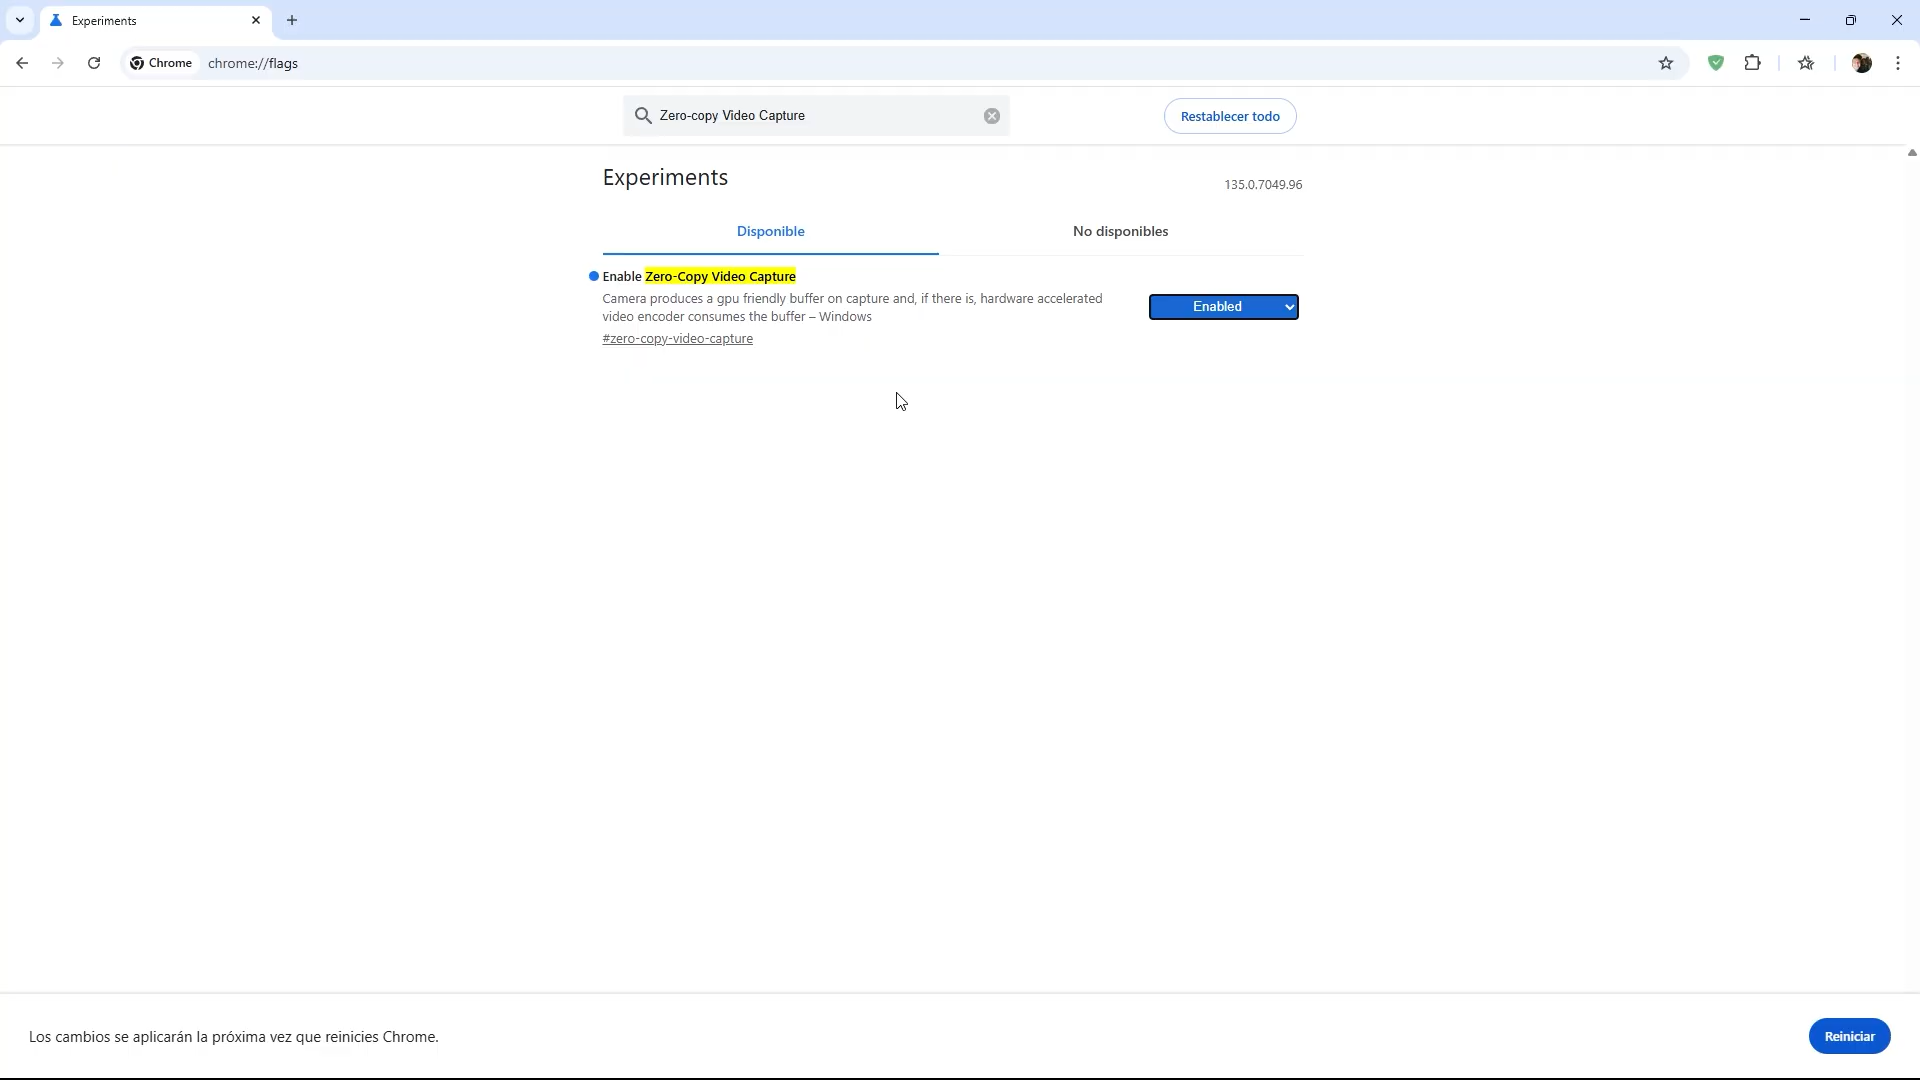 Experiments
Chrome
chrome://flags
Zero-copy Video Capture
Restablecer todo
Experiments
135.0.7049.96
Disponible
No disponibles
Enable Zero-Copy Video Capture
Camera produces a gpu friendly buffer on capture and, if there is, hardware accelerated
video encoder consumes the buffer – Windows
Enabled
#zero-copy-video-capture
Los cambios se aplicarán la próxima vez que reinicies Chrome.
Reiniciar